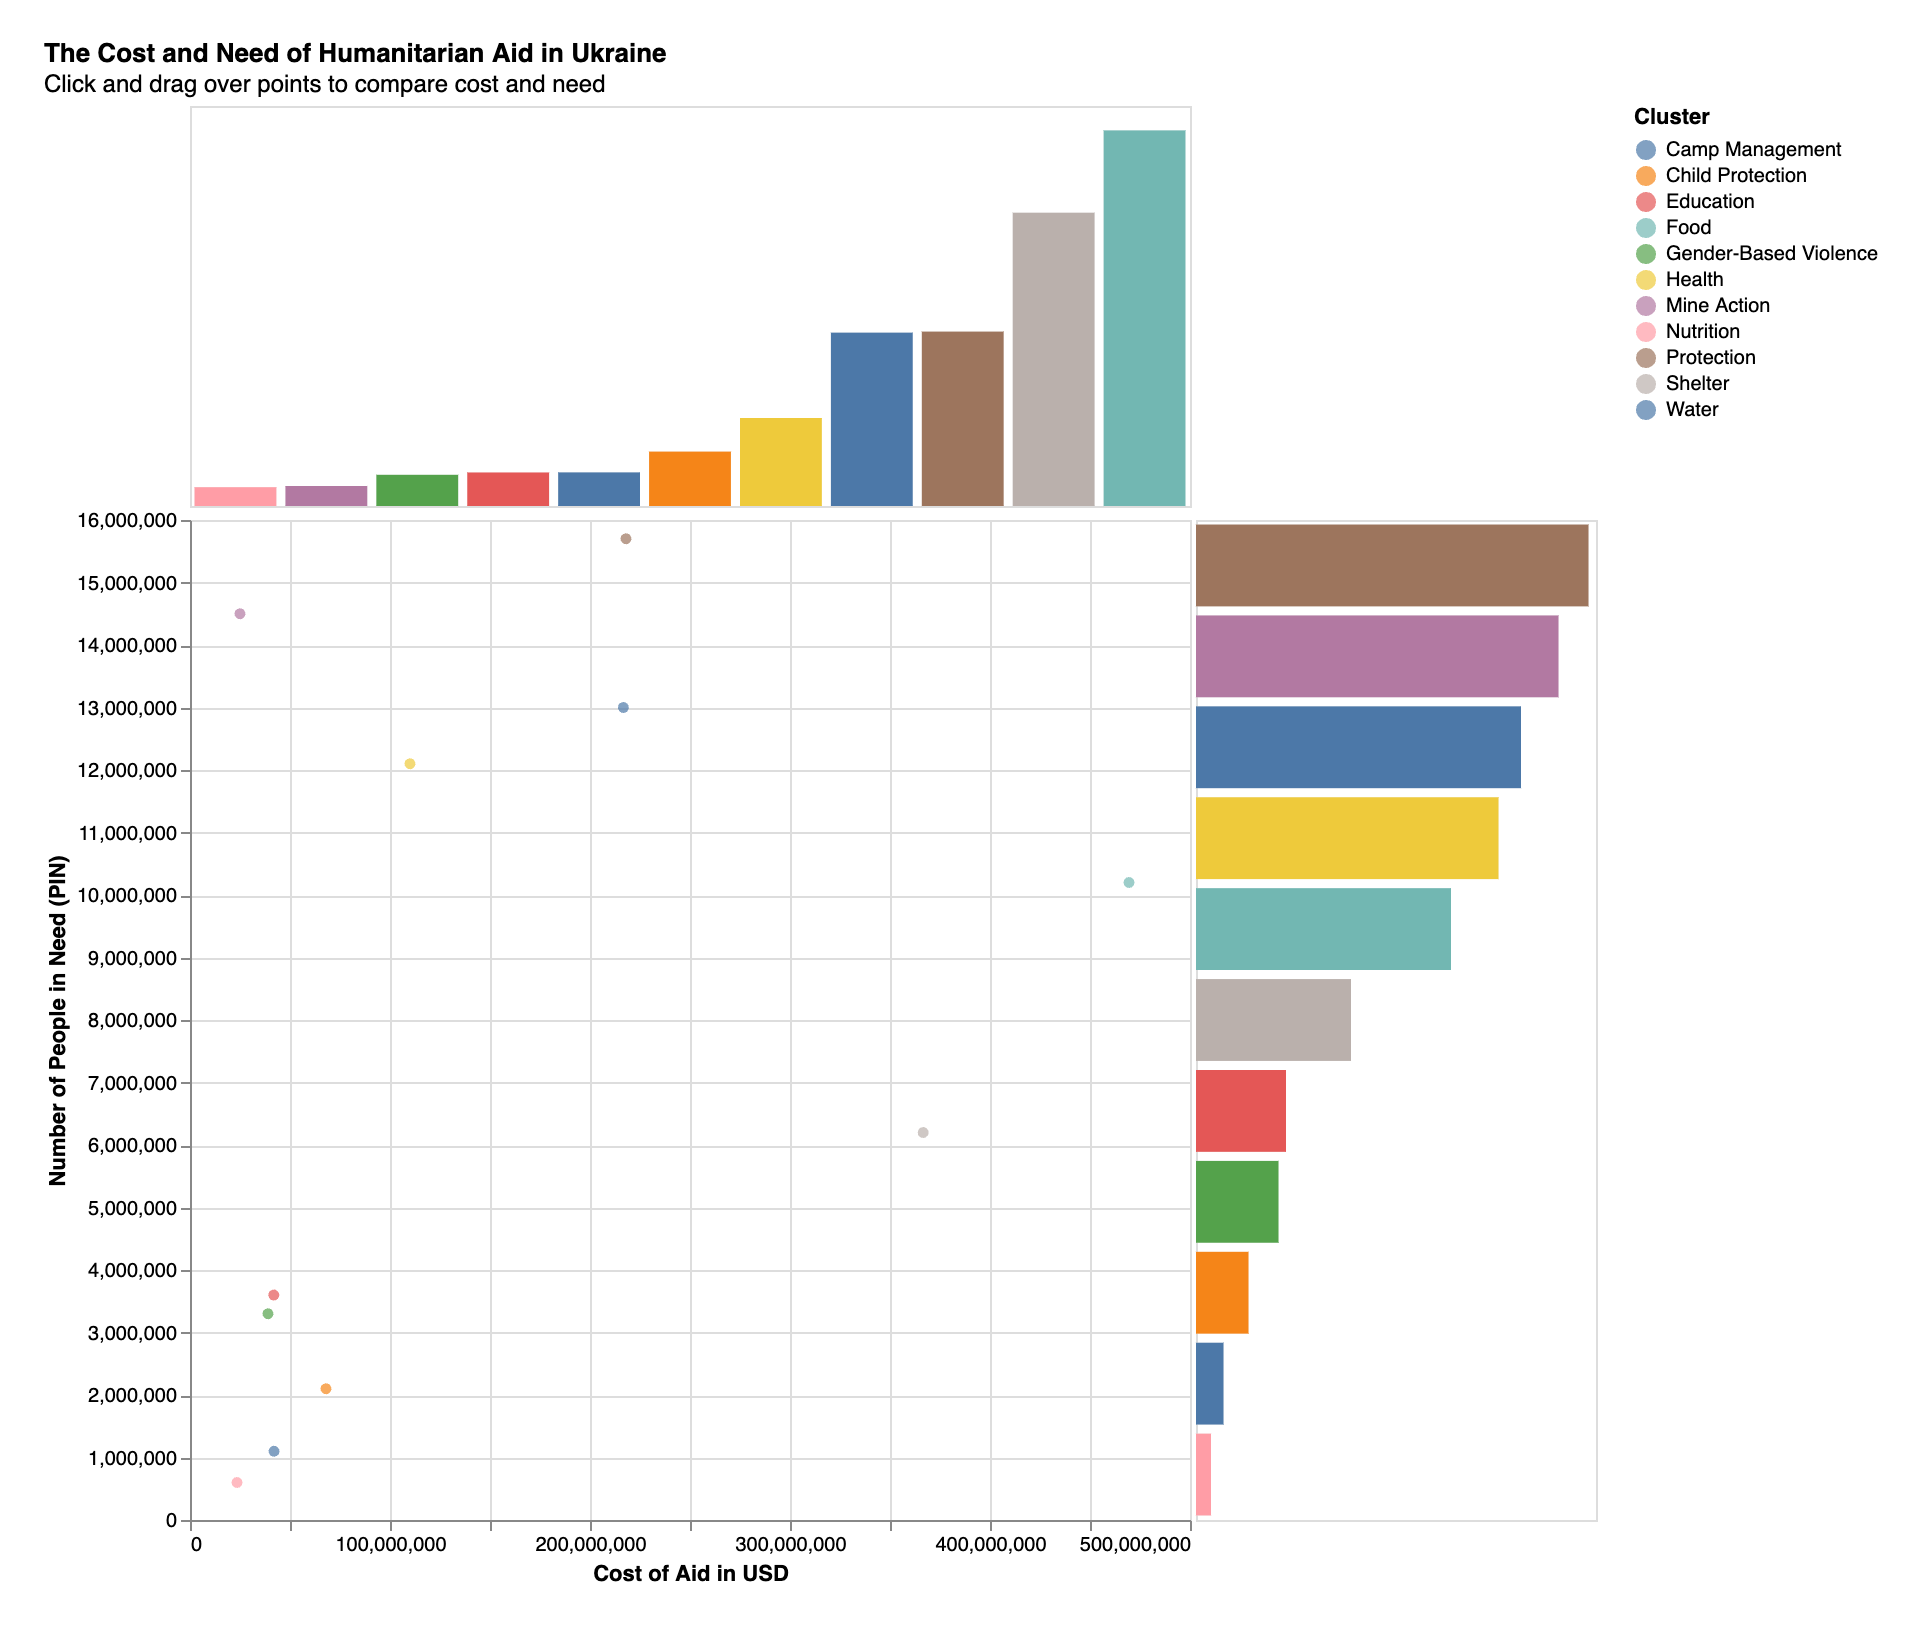 The Cost and Need of Humanitarian Aid in Ukraine
Click and drag over points to compare cost and need
Cluster
Camp Management
Child Protection
Education
Food
Gender-Based Violence
Health
Mine Action
Nutrition
Protection
Shelter
Water
Number of People in Need (PIN)
16,000,000
15,000,000
14,000,000
13,000,000
12,000,000
11,000,000
10,000,000
9,000,000
8,000,000
7,000,000
6,000,000
5,000,000
4,000,000
3,000,000
2,000,000
1,000,000
0
0 100,000,000 200,000,000 300,000,000 400,000,000 500,000,000
Cost of Aid in USD